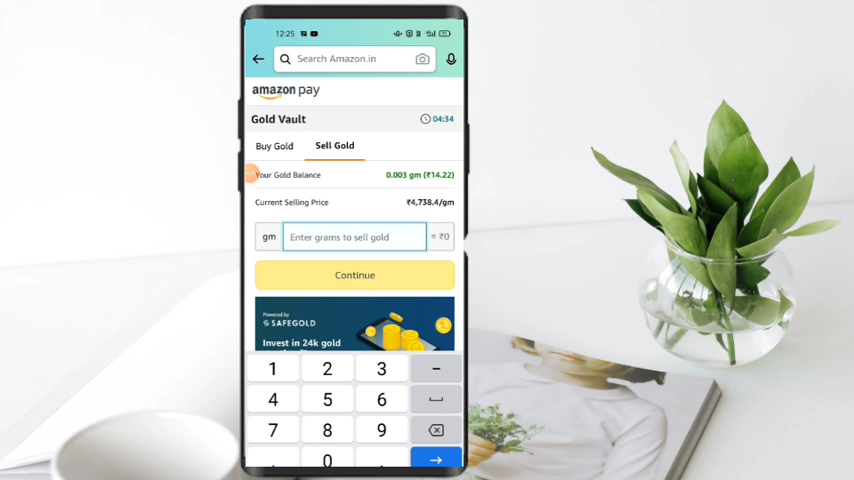 12:25
Search Amazon.in
amazon pay
Gold Vault
04:34
Buy Gold
Sell Gold
Your Gold Balance
0.003 gm (₹14.22)
Current Selling Price
₹4,738.4/gm
gm
Enter grams to sell gold
= ₹0
Continue
Powered by
SAFEGOLD
Invest in 24k gold
1 2 3 -
4 5 6
7 8 9
, 0 .